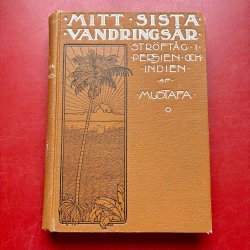 MITT · SISTA
VANDRINGSÅR
STRÖFTÅG · I
PERSIEN · OCH
INDIEN ·
AF
MUSTAFA ·